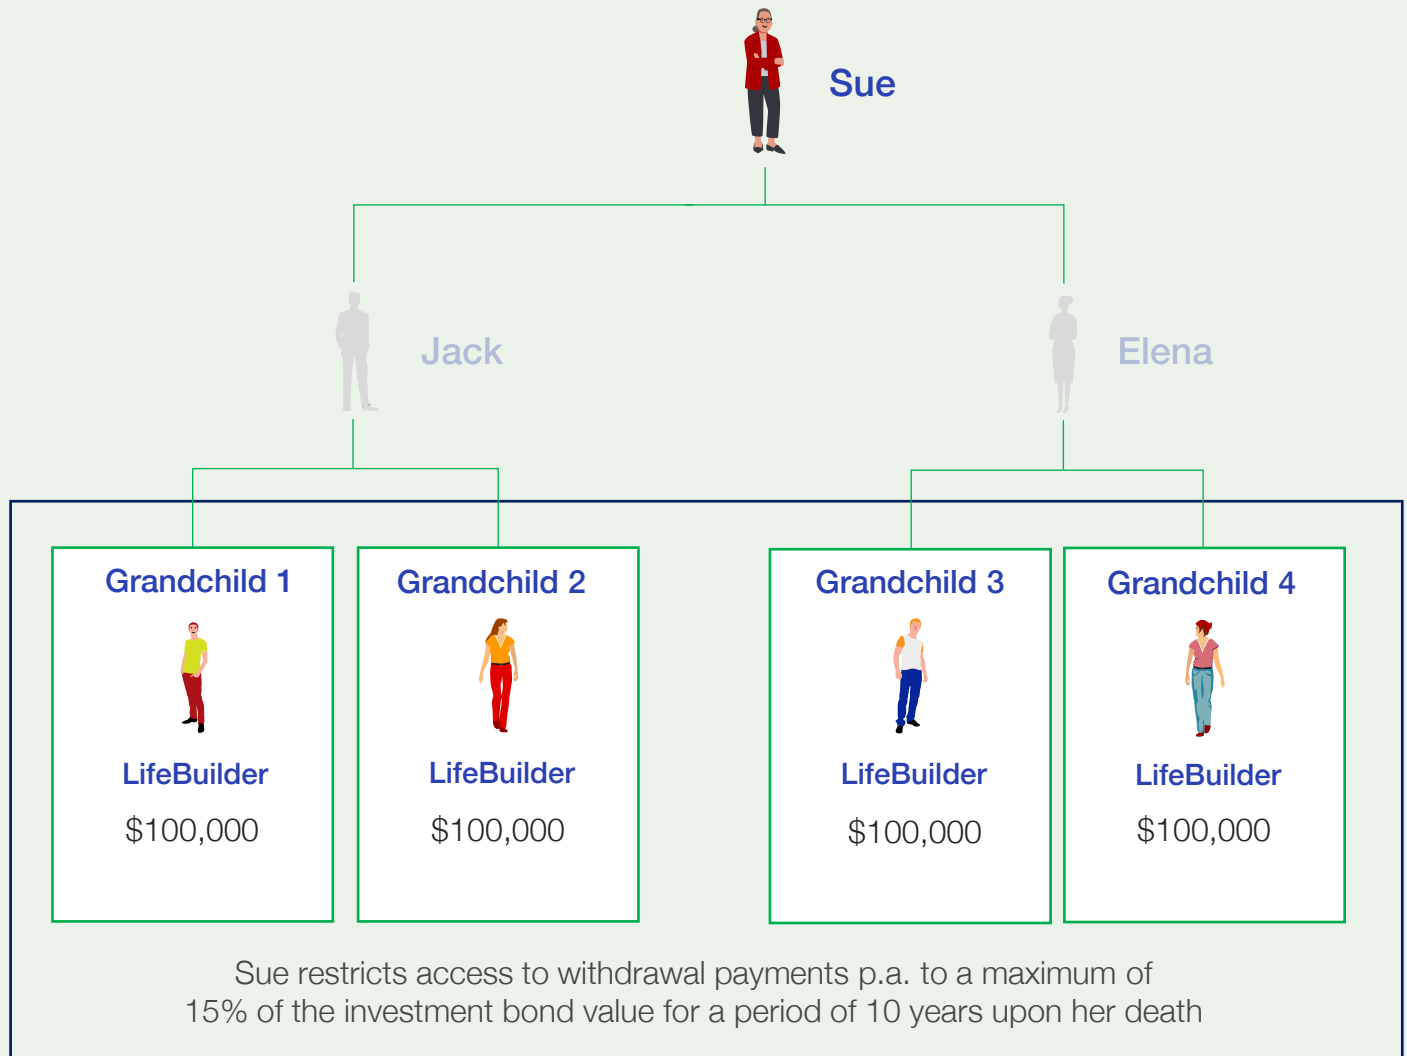 Sue
Jack
Elena
Grandchild 1
Grandchild 2
Grandchild 3
Grandchild 4
LifeBuilder
LifeBuilder
LifeBuilder
LifeBuilder
$100,000
$100,000
$100,000
$100,000
Sue restricts access to withdrawal payments p.a. to a maximum of
15% of the investment bond value for a period of 10 years upon her death